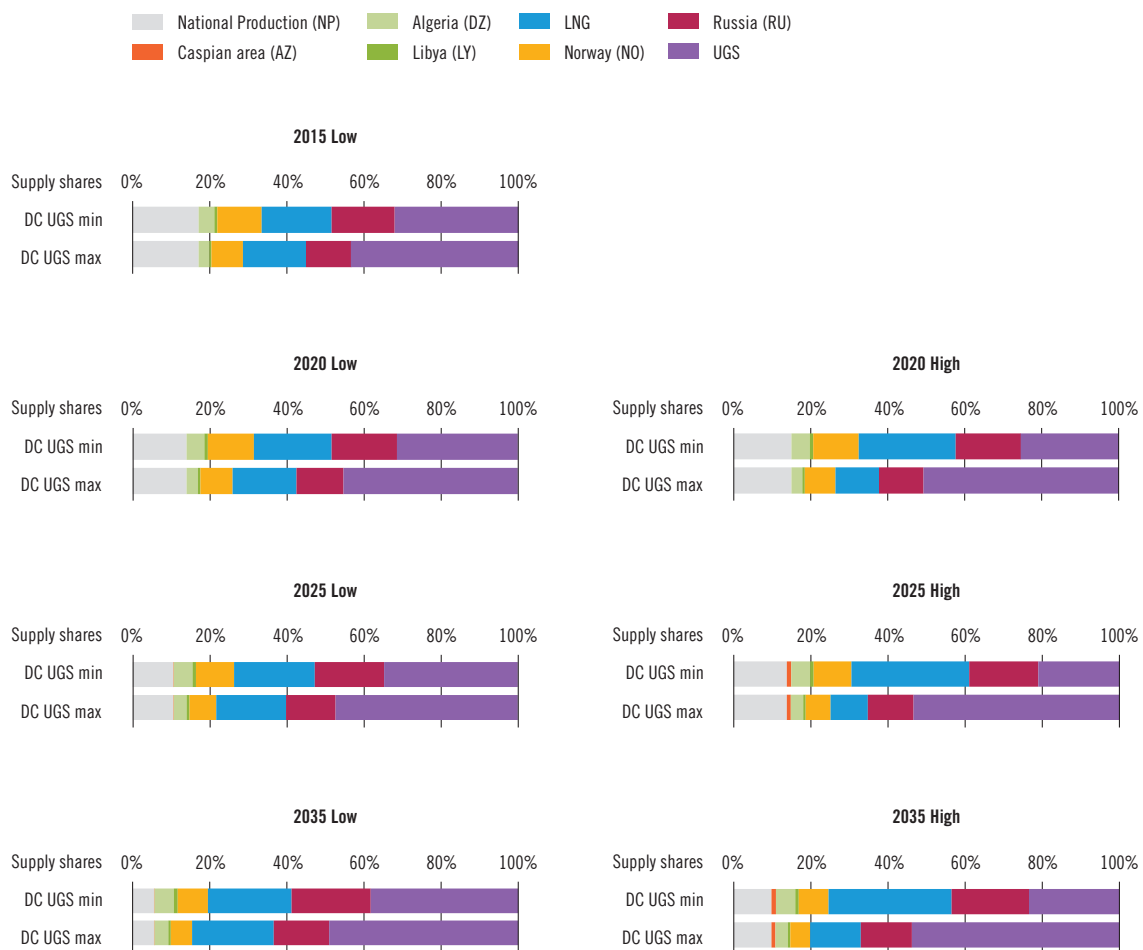 National Production (NP) Algeria (DZ) LNG Russia (RU)
Caspian area (AZ) Libya (LY) Norway (NO) UGS
2015 Low
Supply shares 0% 20% 40% 60% 80% 100%
DC UGS min
DC UGS max
2020 Low
Supply shares 0% 20% 40% 60% 80% 100%
DC UGS min
DC UGS max
2020 High
Supply shares 0% 20% 40% 60% 80% 100%
DC UGS min
DC UGS max
2025 Low
Supply shares 0% 20% 40% 60% 80% 100%
DC UGS min
DC UGS max
2025 High
Supply shares 0% 20% 40% 60% 80% 100%
DC UGS min
DC UGS max
2035 Low
Supply shares 0% 20% 40% 60% 80% 100%
DC UGS min
DC UGS max
2035 High
Supply shares 0% 20% 40% 60% 80% 100%
DC UGS min
DC UGS max